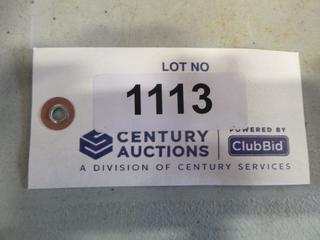 LOT NO
1113
CENTURY AUCTIONS
POWERED BY
ClubBid
A DIVISION OF CENTURY SERVICES